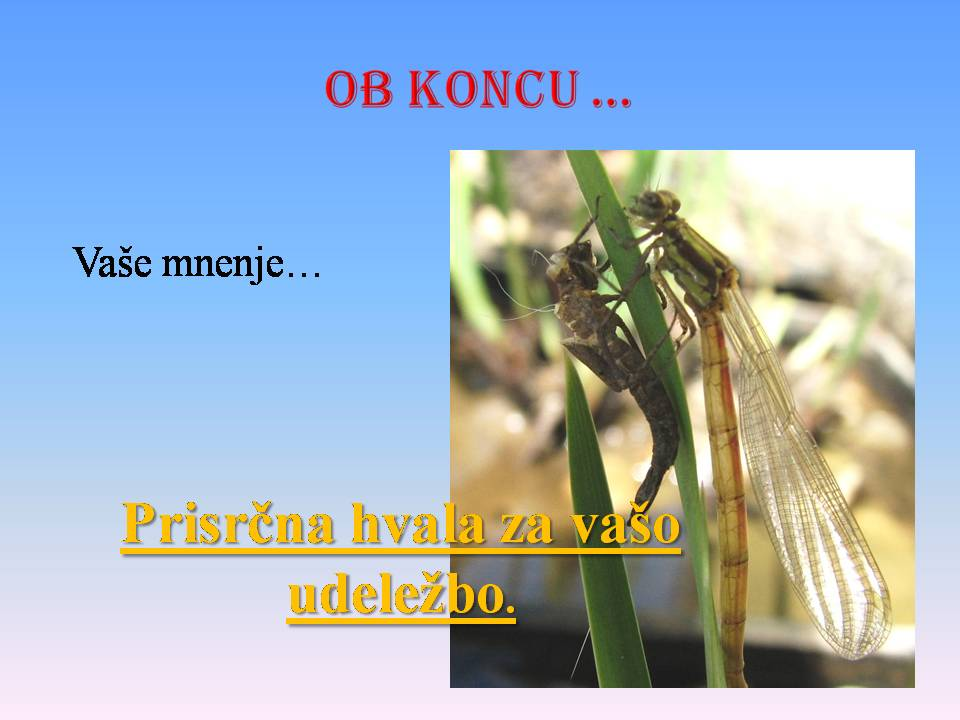 OB KONCU ...
Vaše mnenje…
Prisrčna hvala za vašo
udeležbo.